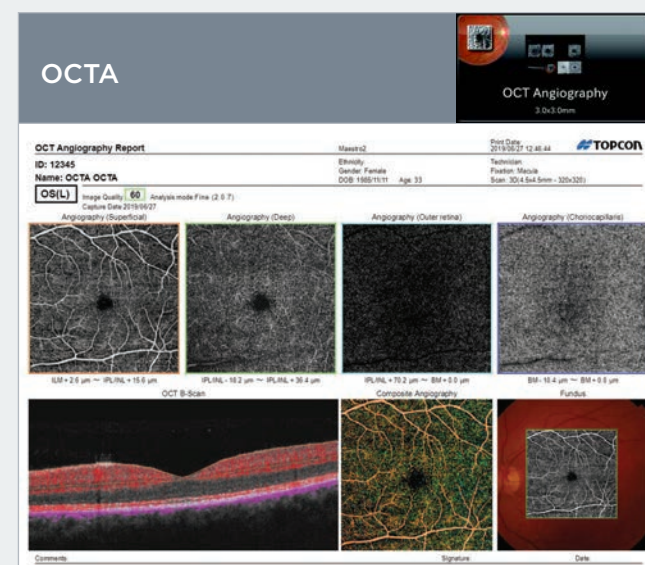 OCTA
OCT Angiography
3.0x3.0mm
OCT Angiography Report
Maestro2
Print Date:
2019/06/27 12:46:44
TOPCON
ID: 12345
Ethnicity
Technician:
Name: OCTA OCTA
Gender: Female
Fixation: Macula
DOB: 1985/11/11 Age: 33
Scan: 3D(4.5x4.5mm - 320x320)
OS(L)
Image Quality: 60 Analysis mode: Fine (2.0.7)
Capture Date: 2019/06/27
Angiography (Superficial)
Angiography (Deep)
Angiography (Outer retina)
Angiography (Choriocapillaris)
ILM + 2.6 μm ~ IPL/INL + 15.6 μm
IPL/INL - 18.2 μm ~ IPL/INL + 36.4 μm
IPL/INL + 70.2 μm ~ BM + 0.0 μm
BM - 10.4 μm ~ BM + 0.0 μm
OCT B-Scan
Composite Angiography
Fundus
Comments:
Signature:
Date: